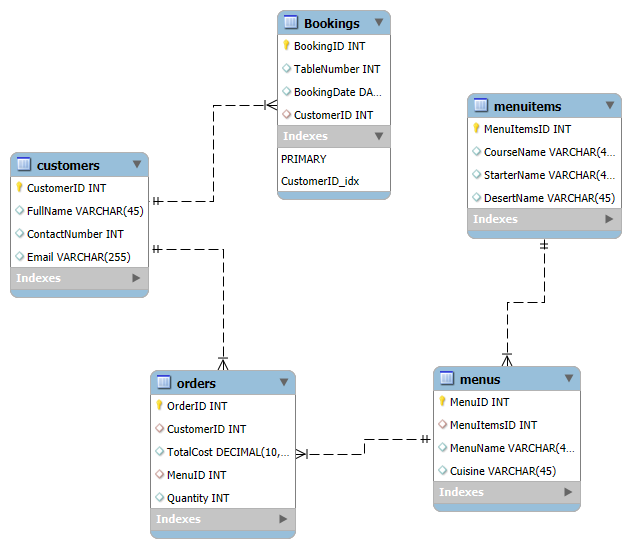 Bookings
BookingID INT
TableNumber INT
BookingDate DA...
CustomerID INT
Indexes
PRIMARY
CustomerID_idx
menuitems
MenuItemsID INT
CourseName VARCHAR(4...
StarterName VARCHAR(4...
DesertName VARCHAR(45)
Indexes
customers
CustomerID INT
FullName VARCHAR(45)
ContactNumber INT
Email VARCHAR(255)
Indexes
orders
OrderID INT
CustomerID INT
TotalCost DECIMAL(10,...
MenuID INT
Quantity INT
Indexes
menus
MenuID INT
MenuItemsID INT
MenuName VARCHAR(4...
Cuisine VARCHAR(45)
Indexes